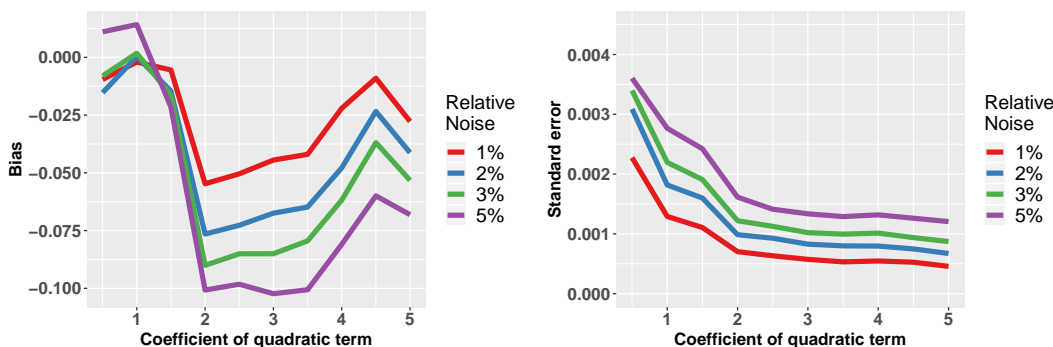 0.000
−0.025
−0.050
−0.075
−0.100
Bias
1 2 3 4 5
Coefficient of quadratic term
Relative
Noise
1%
2%
3%
5%
0.004
0.003
0.002
0.001
0.000
Standard error
1 2 3 4 5
Coefficient of quadratic term
Relative
Noise
1%
2%
3%
5%